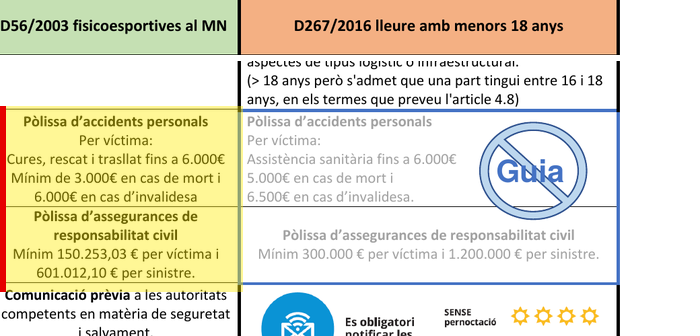 D56/2003 fisicoesportives al MN
D267/2016 lleure amb menors 18 anys
aspectes de tipus logístic o infraestructural.
(> 18 anys però s'admet que una part tingui entre 16 i 18
anys, en els termes que preveu l'article 4.8)
Pòlissa d’accidents personals
Per víctima:
Cures, rescat i trasllat fins a 6.000€
Mínim de 3.000€ en cas de mort i
6.000€ en cas d’invalidesa
Pòlissa d’accidents personals
Per víctima:
Assistència sanitària fins a 6.000€
5.000€ en cas de mort i
6.500€ en cas d’invalidesa.
Guia
Pòlissa d’assegurances de
responsabilitat civil
Mínim 150.253,03 € per víctima i
601.012,10 € per sinistre.
Pòlissa d’assegurances de responsabilitat civil
Mínim 300.000 € per víctima i 1.200.000 € per sinistre.
Comunicació prèvia a les autoritats
competents en matèria de seguretat
i salvament.
Es obligatori
notificar les
SENSE
pernoctació